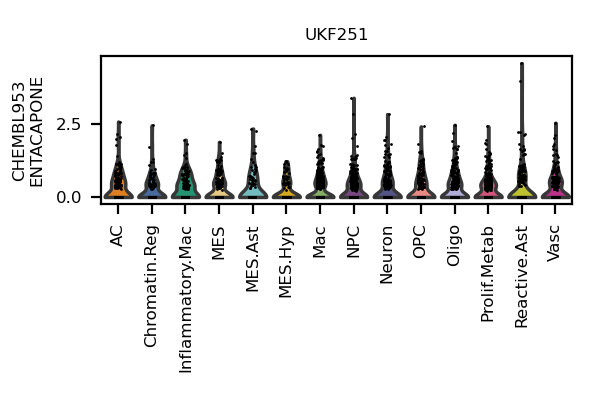 UKF251
CHEMBL953
ENTACAPONE
2.5
0.0
AC
Chromatin.Reg
Inflammatory.Mac
MES
MES.Ast
MES.Hyp
Mac
NPC
Neuron
OPC
Oligo
Prolif.Metab
Reactive.Ast
Vasc